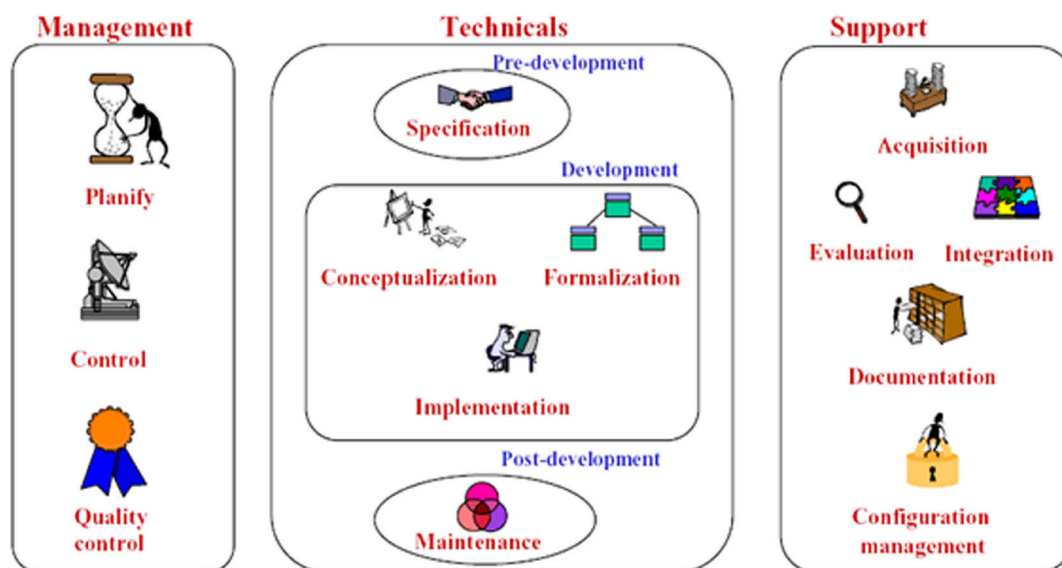 Management
Planify
Control
Quality
control
Technicals
Pre-development
Specification
Development
Conceptualization
Formalization
Implementation
Post-development
Maintenance
Support
Acquisition
Evaluation
Integration
Documentation
Configuration
management